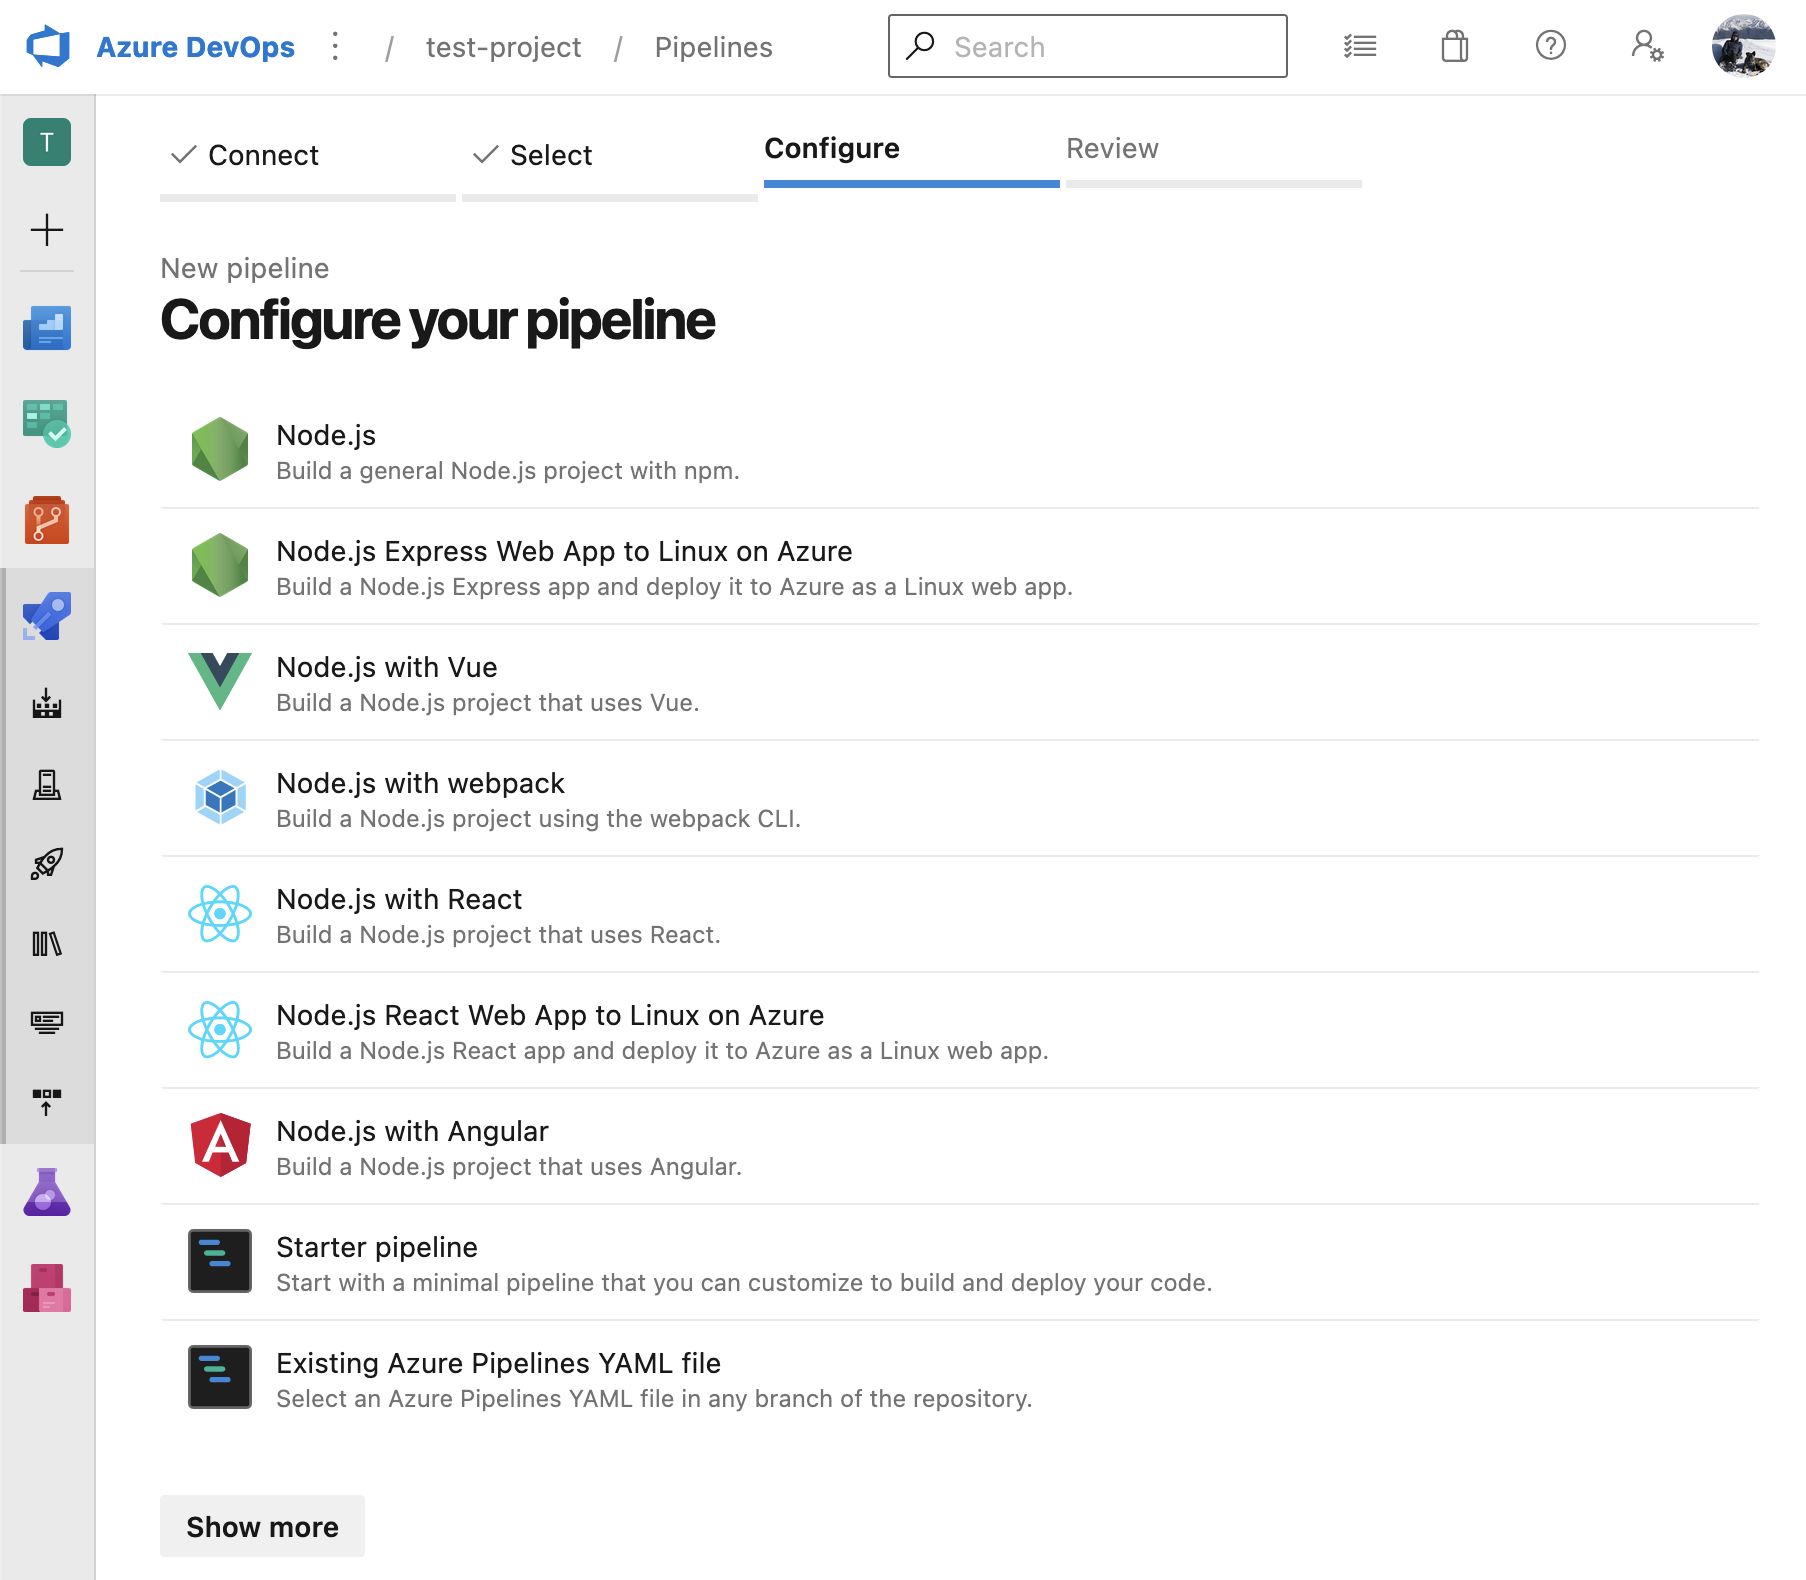 Azure DevOps / test-project / Pipelines Search
T
Connect Select Configure Review
New pipeline
Configure your pipeline
Node.js
Build a general Node.js project with npm.
Node.js Express Web App to Linux on Azure
Build a Node.js Express app and deploy it to Azure as a Linux web app.
Node.js with Vue
Build a Node.js project that uses Vue.
Node.js with webpack
Build a Node.js project using the webpack CLI.
Node.js with React
Build a Node.js project that uses React.
Node.js React Web App to Linux on Azure
Build a Node.js React app and deploy it to Azure as a Linux web app.
Node.js with Angular
Build a Node.js project that uses Angular.
Starter pipeline
Start with a minimal pipeline that you can customize to build and deploy your code.
Existing Azure Pipelines YAML file
Select an Azure Pipelines YAML file in any branch of the repository.
Show more